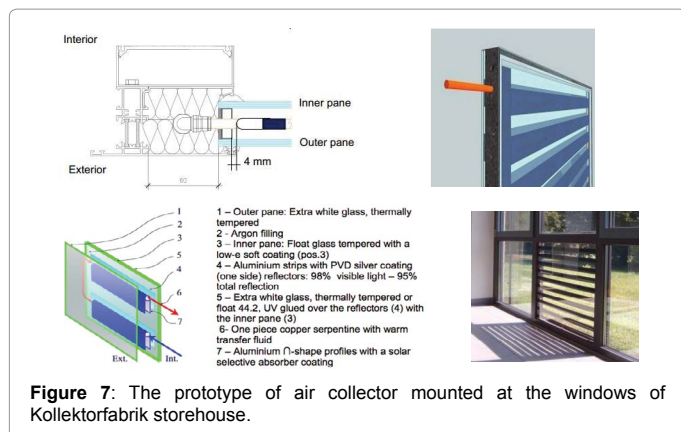 Interior
Inner pane
Outer pane
4 mm
Exterior
60
1
2
3
5
4
6
7
Ext.
Int.
1 – Outer pane: Extra white glass, thermally
tempered
2 - Argon filling
3 – Inner pane: Float glass tempered with a
low-e soft coating (pos.3)
4 – Aluminium strips with PVD silver coating
(one side) reflectors: 98% visible light – 95%
total reflection
5 – Extra white glass, thermally tempered or
float 44.2, UV glued over the reflectors (4) with
the inner pane (3)
6- One piece copper serpentine with warm
transfer fluid
7 – Aluminium ∩-shape profiles with a solar
selective absorber coating
Figure 7: The prototype of air collector mounted at the windows of
Kollektorfabrik storehouse.